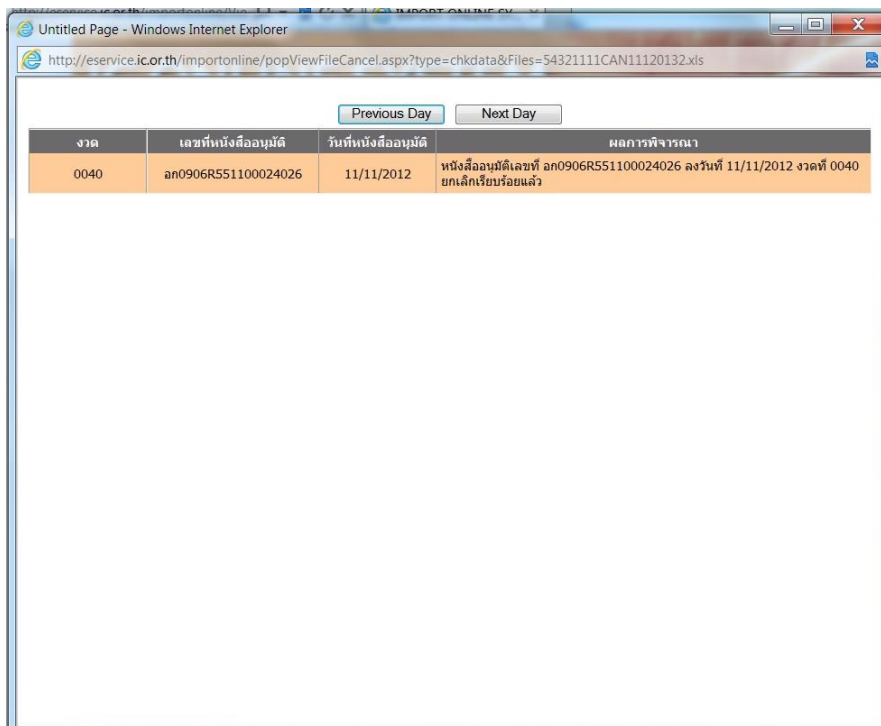 Untitled Page - Windows Internet Explorer
http://eservice.ic.or.th/importonline/popViewFileCancel.aspx?type=chkdata&Files=54321111CAN11120132.xls
Previous Day Next Day
งวด เลขที่หนังสืออนุมัติ วันที่หนังสืออนุมัติ ผลการพิจารณา
0040 อก0906R551100024026 11/11/2012 หนังสืออนุมัติเลขที่ อก0906R551100024026 ลงวันที่ 11/11/2012 งวดที่ 0040
ยกเลิกเรียบร้อยแล้ว